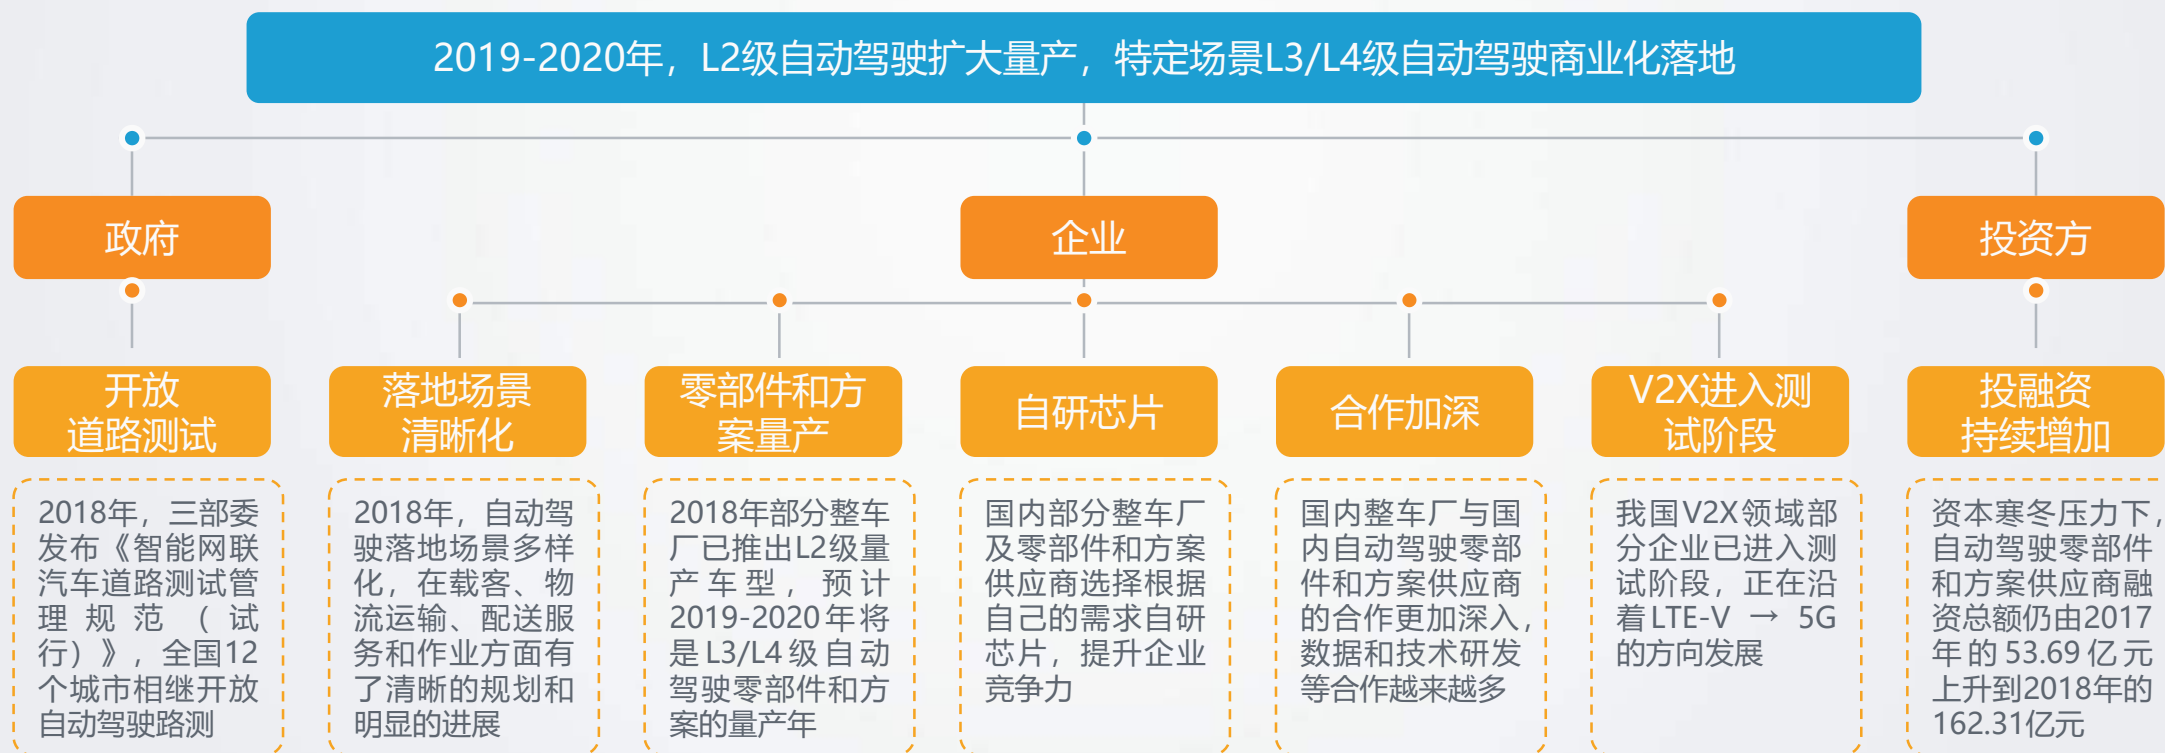 2019-2020年，L2级自动驾驶扩大量产，特定场景L3/L4级自动驾驶商业化落地
政府
企业
投资方
开放
道路测试
落地场景
清晰化
零部件和方
案量产
自研芯片
合作加深
V2X进入测
试阶段
投融资
持续增加
2018年，三部委
发布《智能网联
汽车道路测试管
理规范（试
行）》，全国12
个城市相继开放
自动驾驶路测
2018年，自动驾
驶落地场景多样
化，在载客、物
流运输、配送服
务和作业方面有
了清晰的规划和
明显的进展
2018年部分整车
厂已推出L2级量
产车型，预计
2019-2020年将
是L3/L4级自动
驾驶零部件和方
案的量产年
国内部分整车厂
及零部件和方案
供应商选择根据
自己的需求自研
芯片，提升企业
竞争力
国内整车厂与国
内自动驾驶零部
件和方案供应商
的合作更加深入，
数据和技术研发
等合作越来越多
我国V2X领域部
分企业已进入测
试阶段，正在沿
着LTE-V → 5G
的方向发展
资本寒冬压力下，
自动驾驶零部件
和方案供应商融
资总额仍由2017
年的53.69亿元
上升到2018年的
162.31亿元